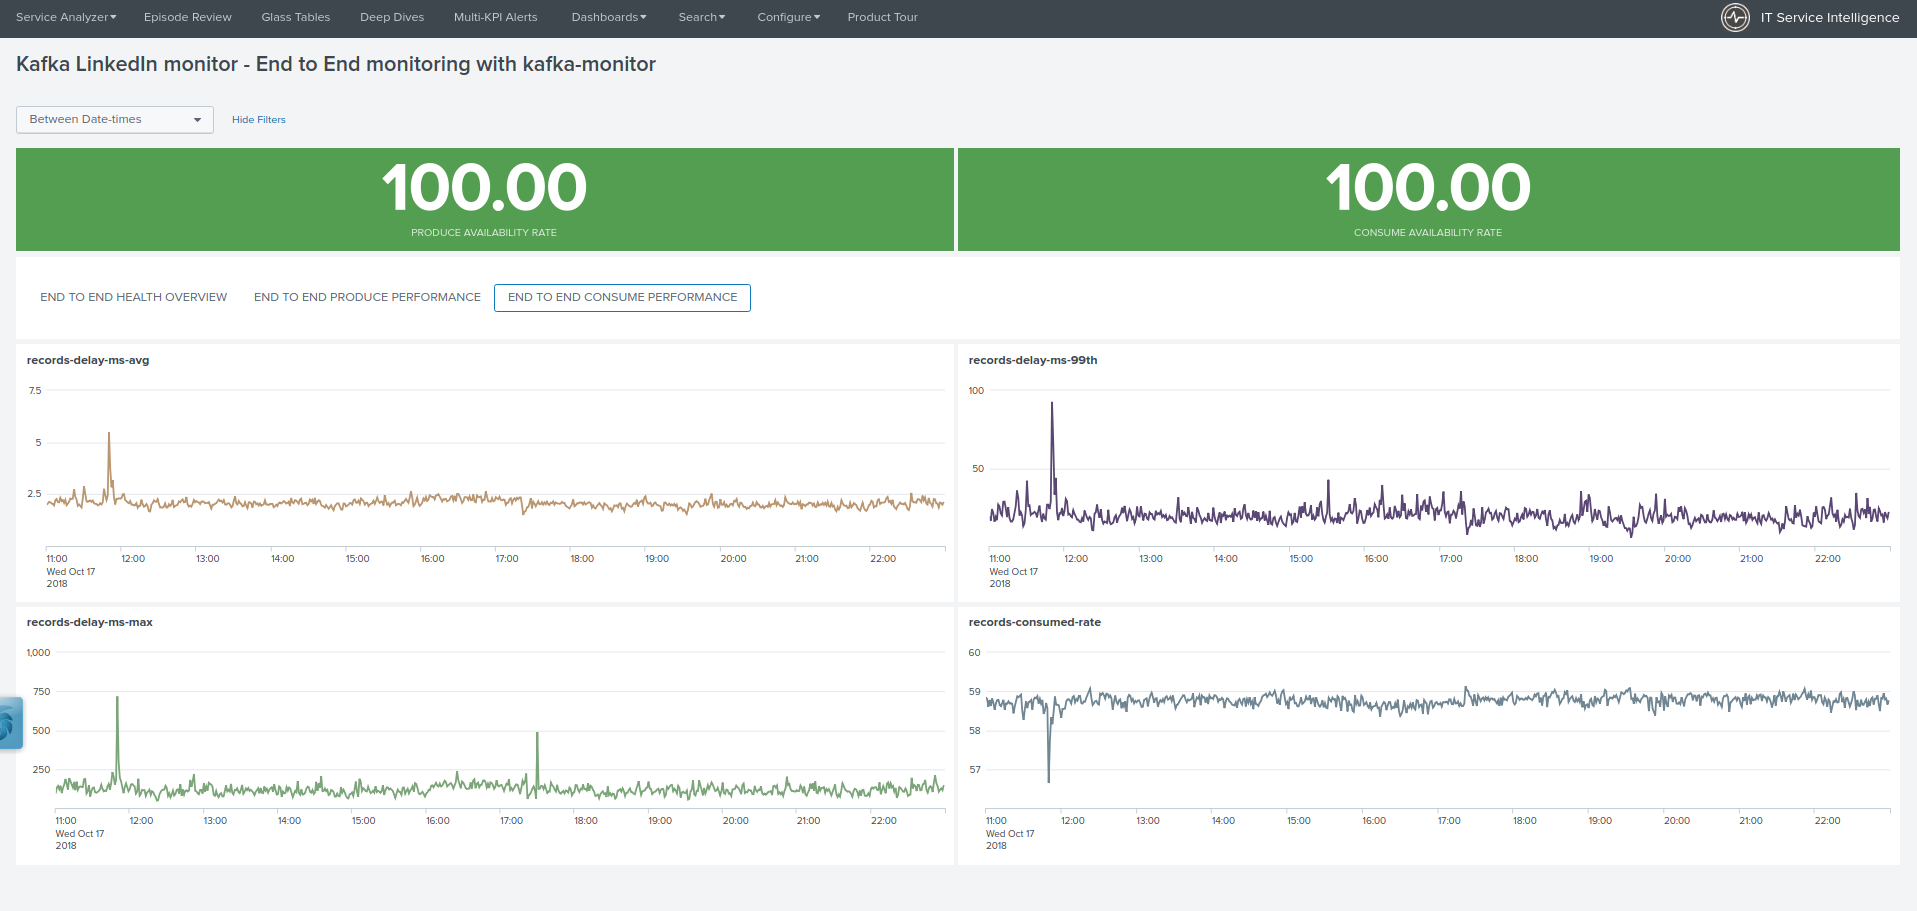 Service Analyzer Episode Review Glass Tables Deep Dives Multi-KPI Alerts Dashboards Search Configure Product Tour IT Service Intelligence
Kafka LinkedIn monitor - End to End monitoring with kafka-monitor
Between Date-times Hide Filters
100.00
PRODUCE AVAILABILITY RATE
100.00
CONSUME AVAILABILITY RATE
END TO END HEALTH OVERVIEW END TO END PRODUCE PERFORMANCE END TO END CONSUME PERFORMANCE
records-delay-ms-avg
7.5
5
2.5
11:00 12:00 13:00 14:00 15:00 16:00 17:00 18:00 19:00 20:00 21:00 22:00
Wed Oct 17
2018
records-delay-ms-99th
100
50
11:00 12:00 13:00 14:00 15:00 16:00 17:00 18:00 19:00 20:00 21:00 22:00
Wed Oct 17
2018
records-delay-ms-max
1,000
750
500
250
11:00 12:00 13:00 14:00 15:00 16:00 17:00 18:00 19:00 20:00 21:00 22:00
Wed Oct 17
2018
records-consumed-rate
60
59
58
57
11:00 12:00 13:00 14:00 15:00 16:00 17:00 18:00 19:00 20:00 21:00 22:00
Wed Oct 17
2018